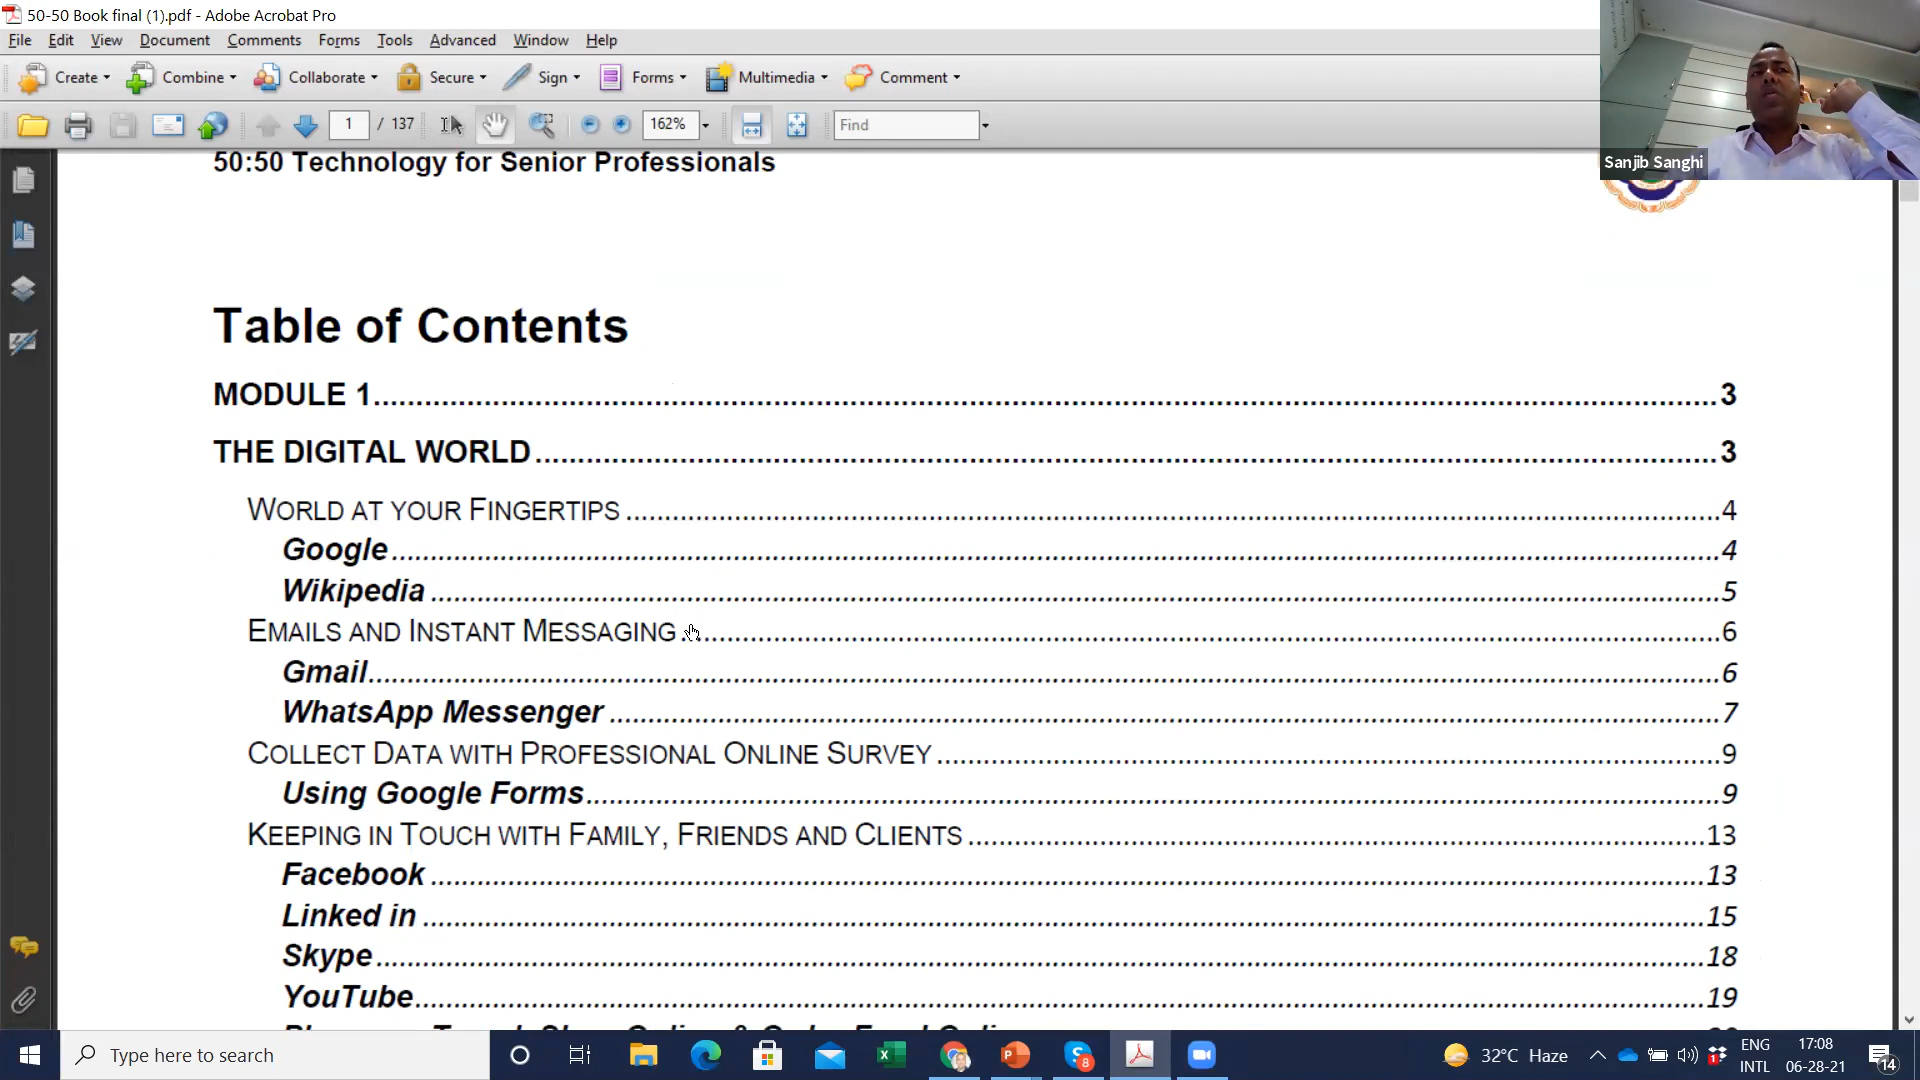 50-50 Book final (1).pdf - Adobe Acrobat Pro
File Edit View Document Comments Forms Tools Advanced Window Help
Create Combine Collaborate Secure Sign Forms Multimedia Comment
1 / 137 162% Find
Sanjib Sanghi
50:50 Technology for Senior Professionals
Table of Contents
MODULE 1 3
THE DIGITAL WORLD 3
WORLD AT YOUR FINGERTIPS 4
Google 4
Wikipedia 5
EMAILS AND INSTANT MESSAGING 6
Gmail 6
WhatsApp Messenger 7
COLLECT DATA WITH PROFESSIONAL ONLINE SURVEY 9
Using Google Forms 9
KEEPING IN TOUCH WITH FAMILY, FRIENDS AND CLIENTS 13
Facebook 13
Linked in 15
Skype 18
YouTube 19
Type here to search
8
32°C Haze
1
ENG
INTL
17:08
06-28-21
14